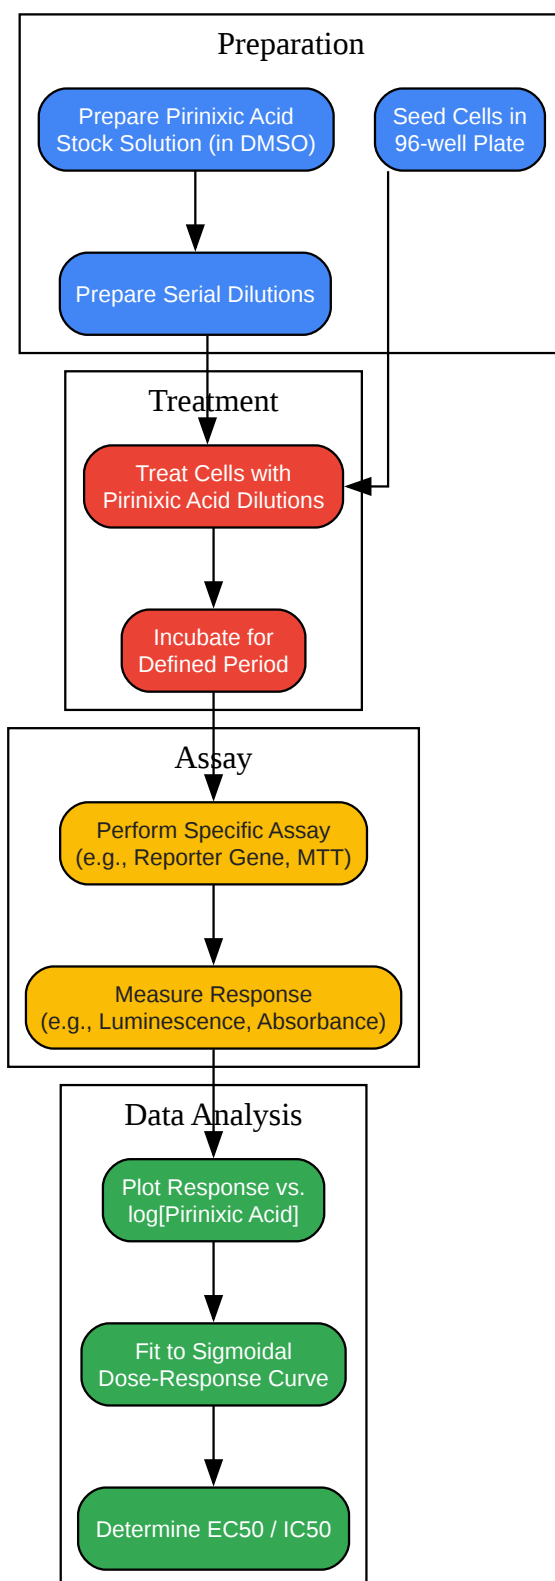 Preparation
Prepare Pirinixic Acid
Stock Solution (in DMSO)
Seed Cells in
96-well Plate
Prepare Serial Dilutions
Treatment
Treat Cells with
Pirinixic Acid Dilutions
Incubate for
Defined Period
Assay
Perform Specific Assay
(e.g., Reporter Gene, MTT)
Measure Response
(e.g., Luminescence, Absorbance)
Data Analysis
Plot Response vs.
log[Pirinixic Acid]
Fit to Sigmoidal
Dose-Response Curve
Determine EC50 / IC50